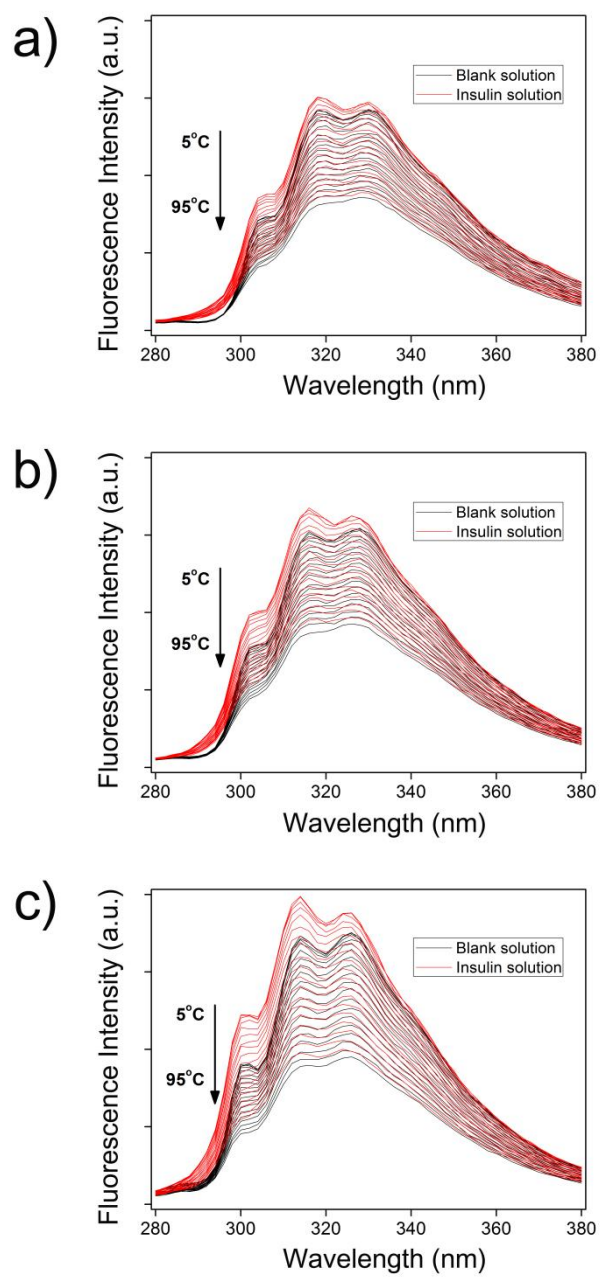 a)
Fluorescence Intensity (a.u.)
Blank solution
Insulin solution
5°C
95°C
280 300 320 340 360 380
Wavelength (nm)
b)
Fluorescence Intensity (a.u.)
Blank solution
Insulin solution
5°C
95°C
280 300 320 340 360 380
Wavelength (nm)
c)
Fluorescence Intensity (a.u.)
Blank solution
Insulin solution
5°C
95°C
280 300 320 340 360 380
Wavelength (nm)